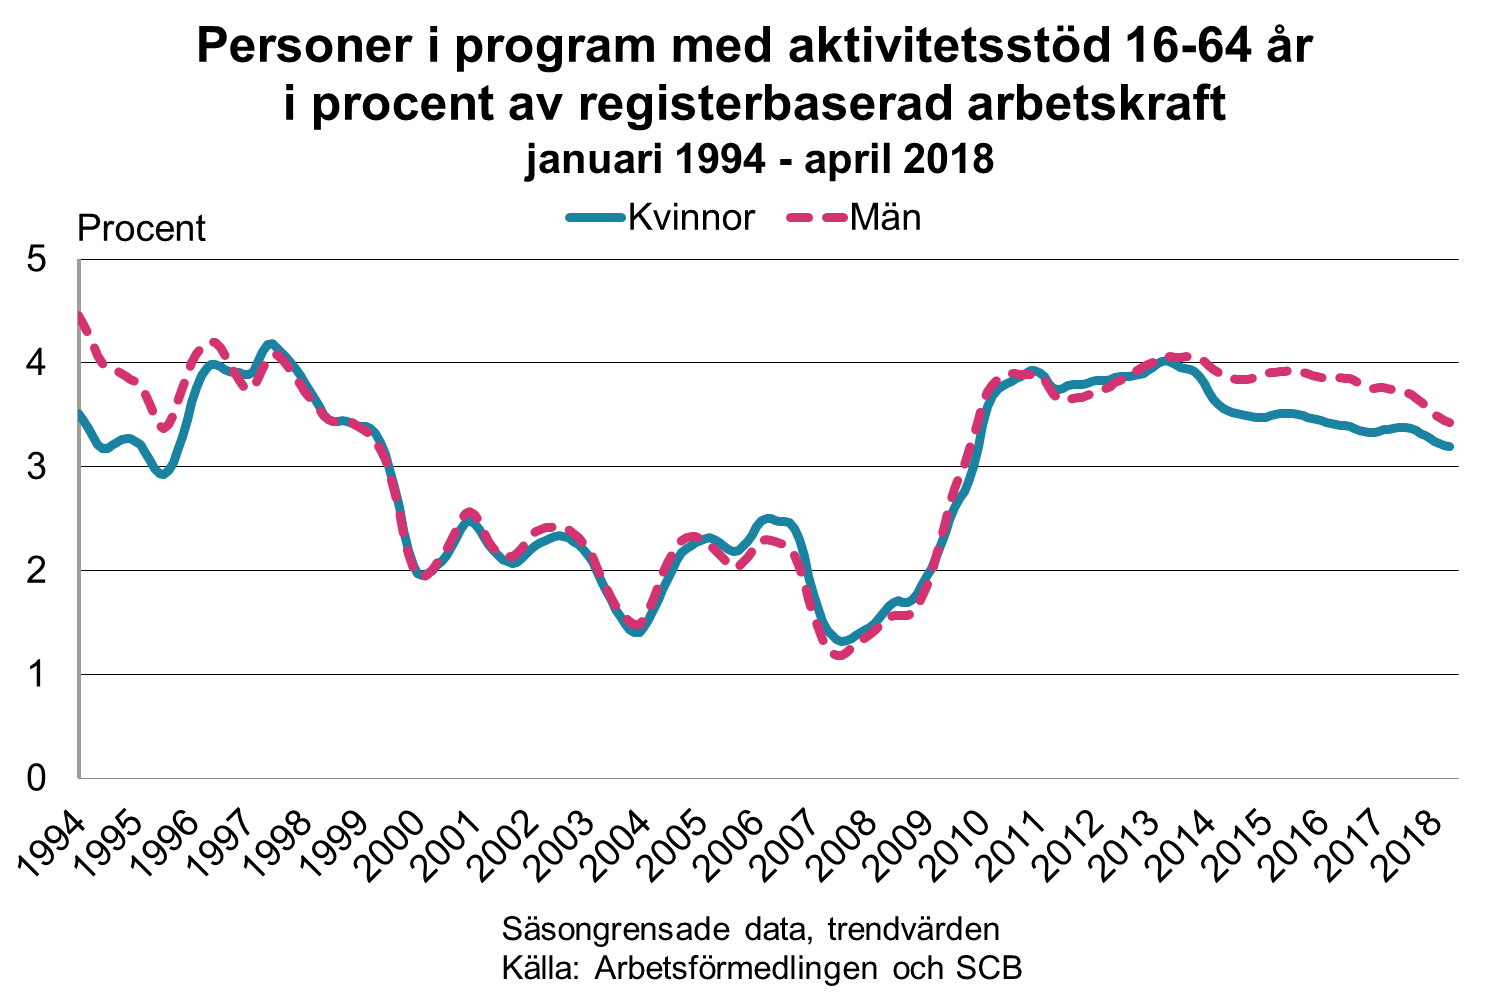 Personer i program med aktivitetsstöd 16-64 år
i procent av registerbaserad arbetskraft
januari 1994 - april 2018
Kvinnor Män
Procent
5
4
3
2
1
0
1994 1995 1996 1997 1998 1999 2000 2001 2002 2003 2004 2005 2006 2007 2008 2009 2010 2011 2012 2013 2014 2015 2016 2017 2018
Säsongrensade data, trendvärden
Källa: Arbetsförmedlingen och SCB